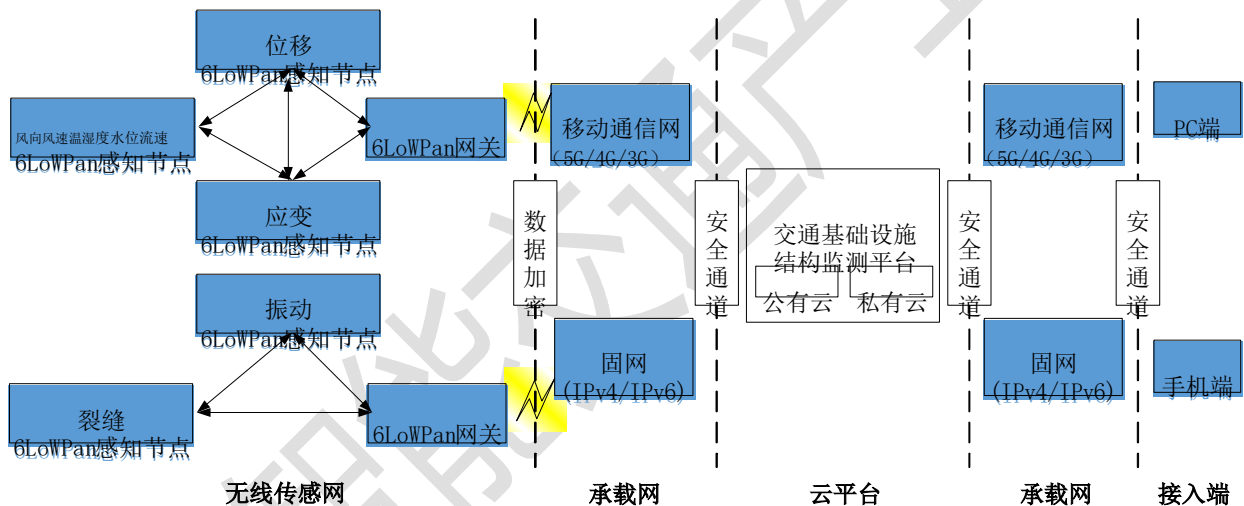 位移
6LoWPan感知节点
风向风速温湿度水位流速
6LoWPan感知节点
6LoWPan网关
应变
6LoWPan感知节点
振动
6LoWPan感知节点
裂缝
6LoWPan感知节点
6LoWPan网关
数据加密
移动通信网
(5G/4G/3G)
固网
(IPv4/IPv6)
安全通道
交通基础设施
结构监测平台
公有云
私有云
安全通道
移动通信网
(5G/4G/3G)
固网
(IPv4/IPv6)
安全通道
PC端
手机端
无线传感网
承载网
云平台
承载网
接入端
智能交通产